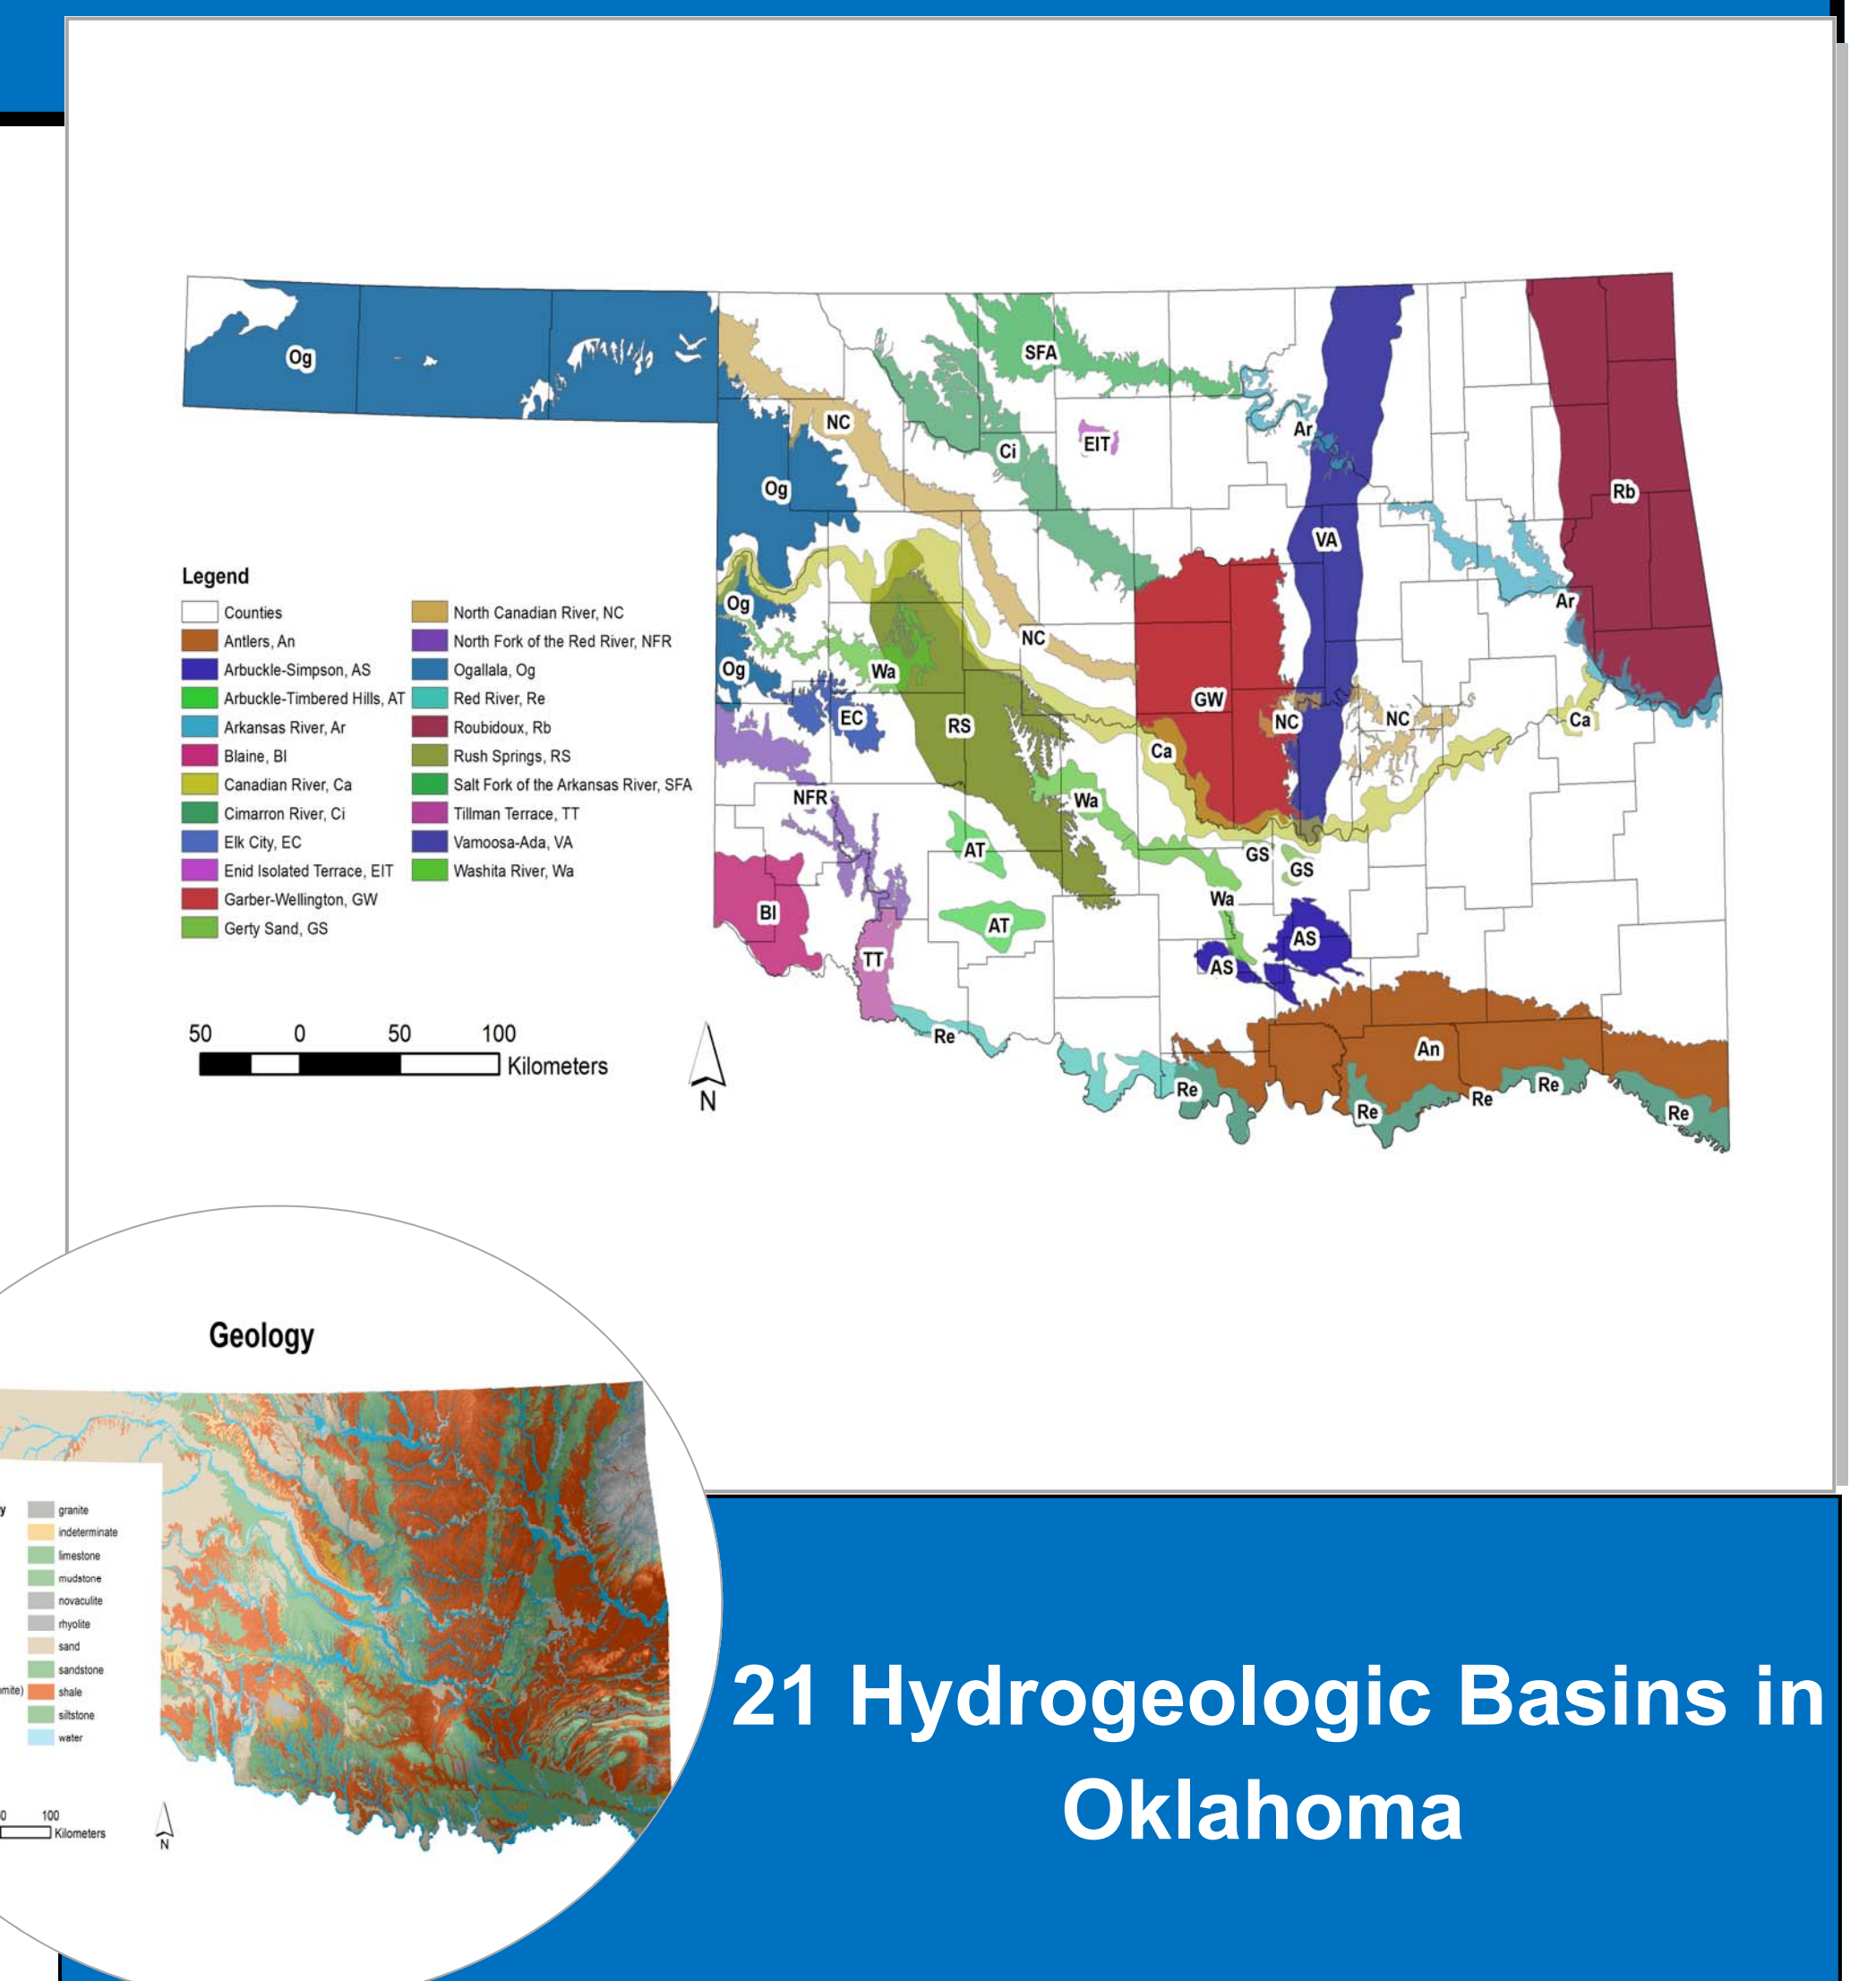 Og
SFA
NC
Ar
EIT
Ci
Og
Rb
VA
Legend
Counties
Antlers, An
Arbuckle-Simpson, AS
Arbuckle-Timbered Hills, AT
Arkansas River, Ar
Blaine, Bl
Canadian River, Ca
Cimarron River, Ci
Elk City, EC
Enid Isolated Terrace, EIT
Garber-Wellington, GW
Gerty Sand, GS
North Canadian River, NC
North Fork of the Red River, NFR
Ogallala, Og
Red River, Re
Roubidoux, Rb
Rush Springs, RS
Salt Fork of the Arkansas River, SFA
Tillman Terrace, TT
Vamoosa-Ada, VA
Washita River, Wa
Og
Ar
NC
Og
Wa
GW
EC
RS
NC
NC
Ca
Ca
NFR
Wa
AT
GS
GS
Wa
Bl
AT
AS
TT
AS
Re
An
Re
Re
Re
Re
Re
50 0 50 100
Kilometers
N
Geology
y
granite
indeterminate
limestone
mudstone
novaculite
rhyolite
sand
sandstone
omite) shale
siltstone
water
0 100
Kilometers
N
21 Hydrogeologic Basins in
Oklahoma